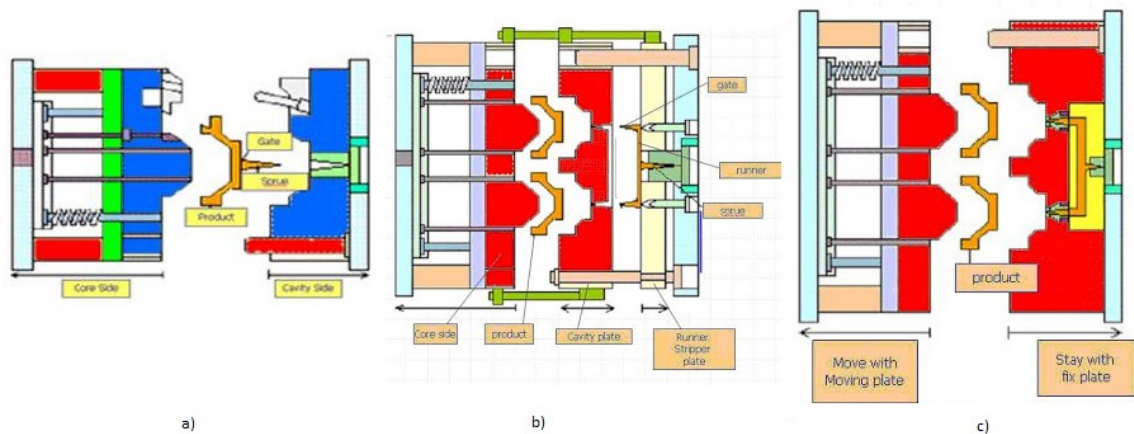 Gate
Sprue
Product
Core Side
Cavity Side
a)
gate
runner
sprue
Core side
product
Cavity plate
Runner
Stripper
plate
b)
product
Move with
Moving plate
Stay with
fix plate
c)